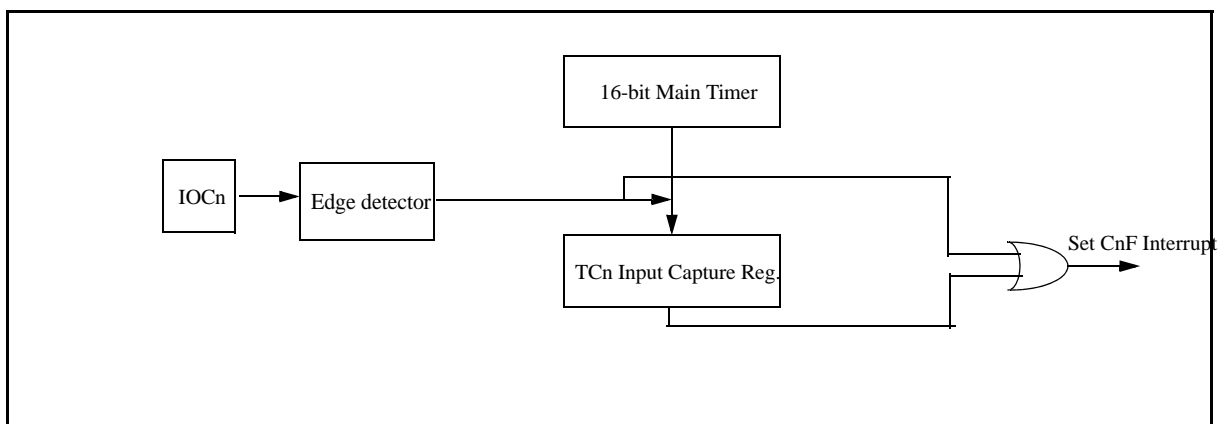 16-bit Main Timer
IOCn
Edge detector
TCn Input Capture Reg.
Set CnF Interrupt